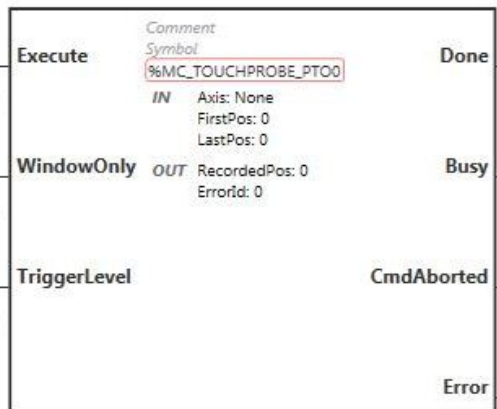 Comment
Symbol
Execute
Done
%MC_TOUCHPROBE_PTO0
IN Axis: None
FirstPos: 0
LastPos: 0
WindowOnly
OUT RecordedPos: 0
Busy
ErrorId: 0
TriggerLevel
CmdAborted
Error